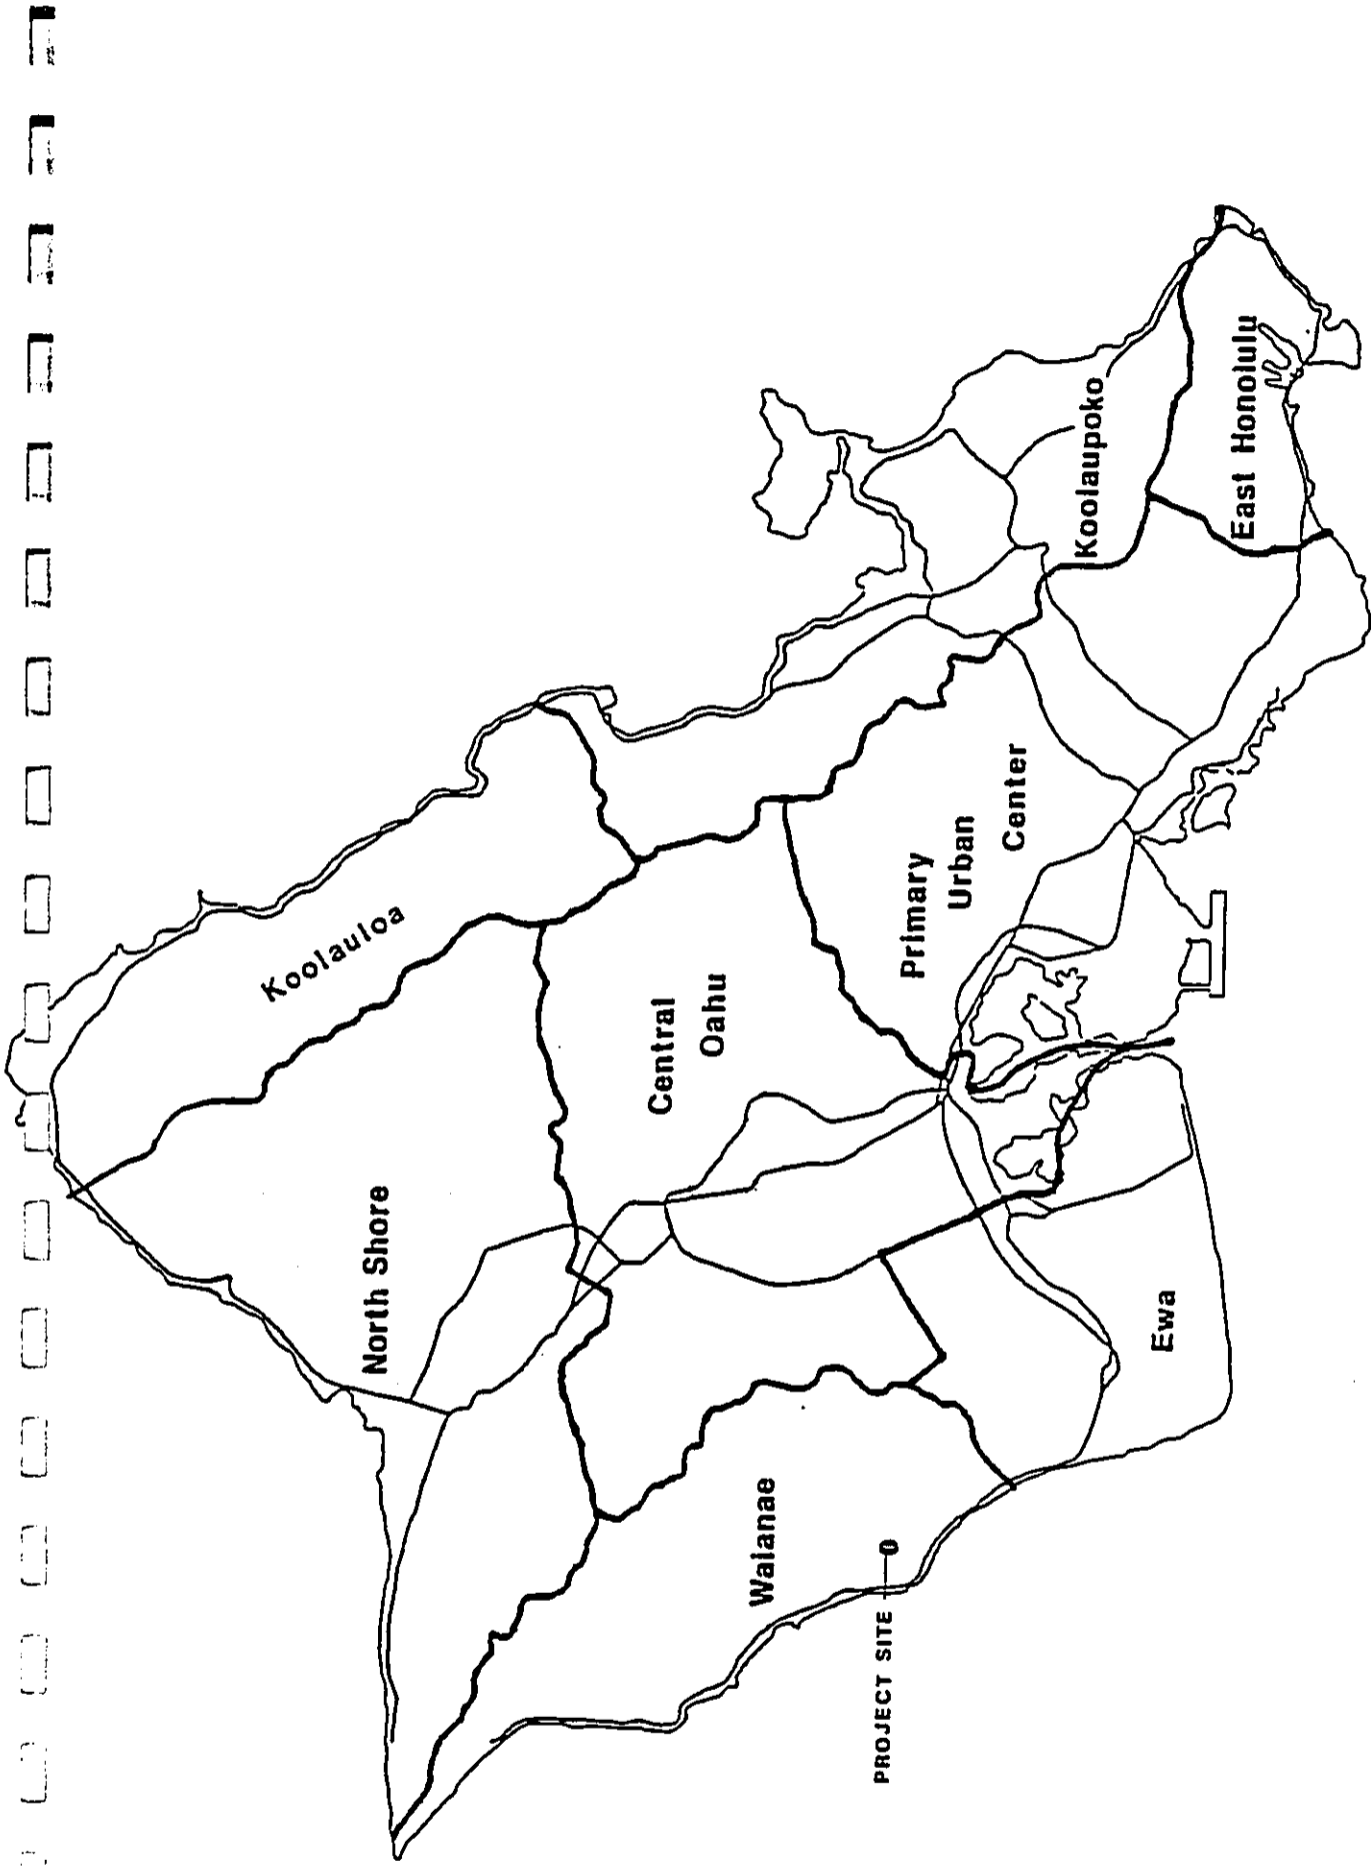 Koolauloa
North Shore
Central
Oahu
Koolaupoko
Waianae
Primary
Urban
Center
East Honolulu
PROJECT SITE
Ewa